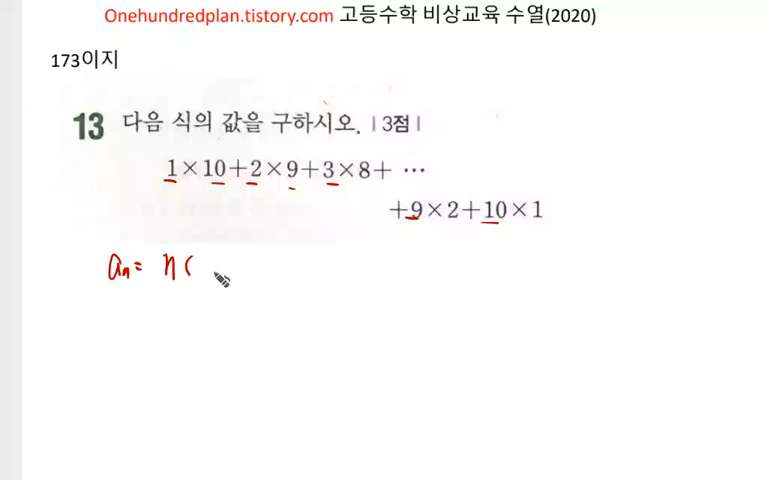 Onehundredplan.tistory.com 고등수학 비상교육 수열(2020)
173이지
13 다음 식의 값을 구하시오. | 3점 |
1×10+2×9+3×8+ ···
+9×2+10×1
aₙ= n(